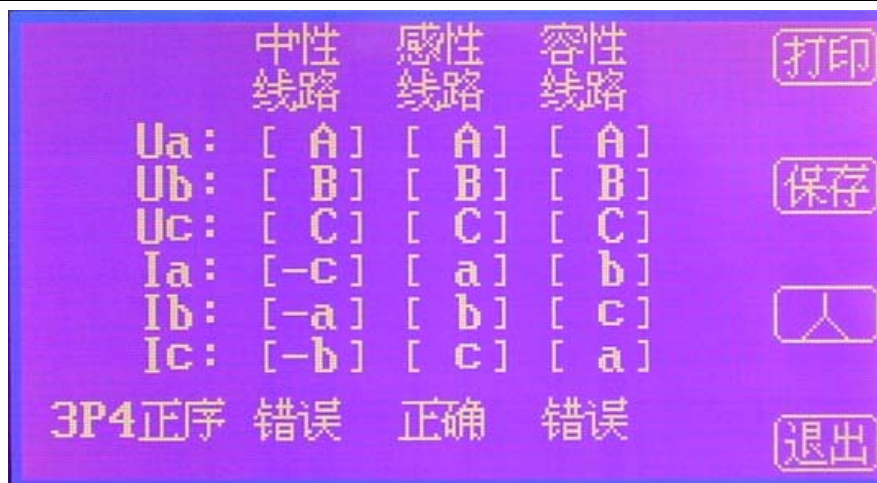 中性 感性 容性
线路 线路 线路
Ua: [ A] [ A] [ A]
Ub: [ B] [ B] [ B]
Uc: [ C] [ C] [ C]
Ia: [-c] [ a] [ b]
Ib: [-a] [ b] [ c]
Ic: [-b] [ c] [ a]
3P4正序 错误 正确 错误
打印
保存
人
退出